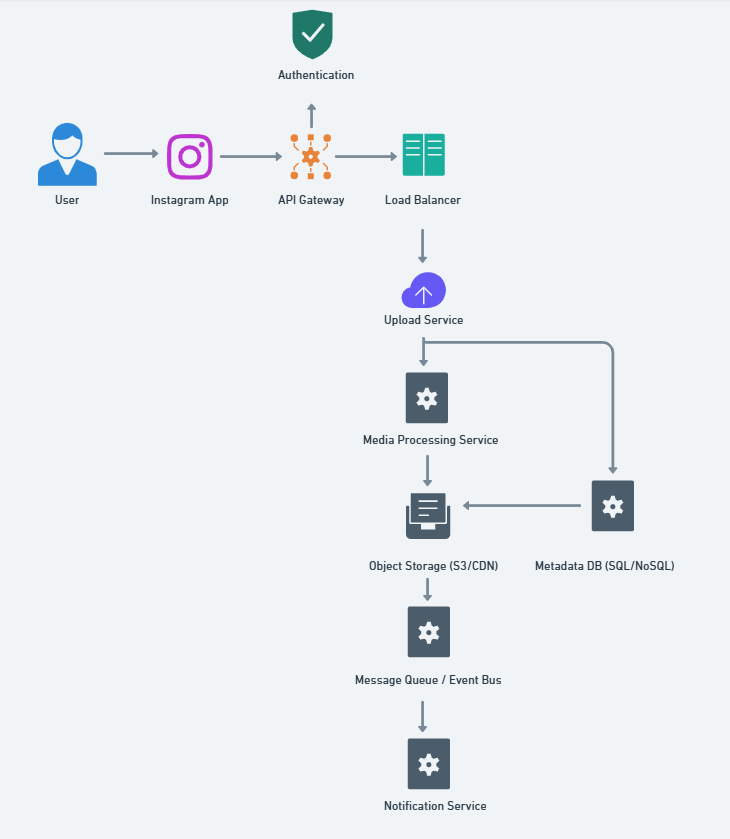 Authentication
User
Instagram App
API Gateway
Load Balancer
Upload Service
Media Processing Service
Object Storage (S3/CDN)
Metadata DB (SQL/NoSQL)
Message Queue / Event Bus
Notification Service